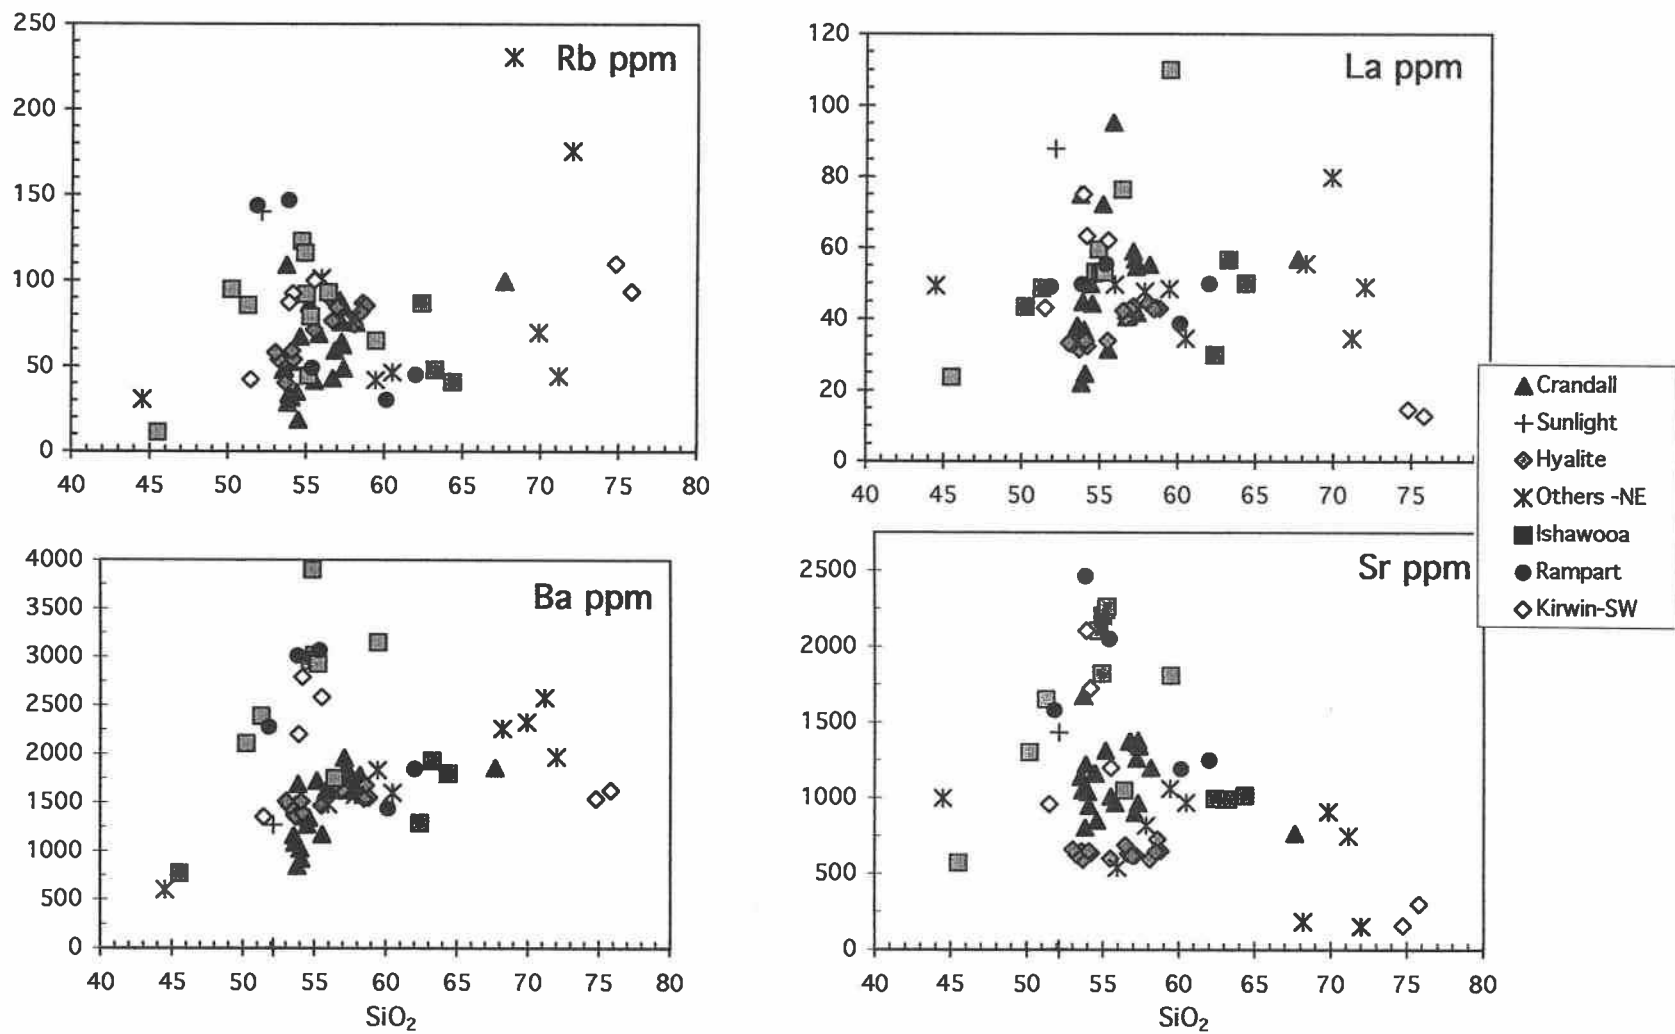 Rb ppm
250
200
150
100
50
0
40 45 50 55 60 65 70 75 80
La ppm
120
100
80
60
40
20
0
40 45 50 55 60 65 70 75
Crandall
Sunlight
Hyalite
Others -NE
Ishawooa
Rampart
Kirwin-SW
Ba ppm
4000
3500
3000
2500
2000
1500
1000
500
0
40 45 50 55 60 65 70 75 80
SiO₂
Sr ppm
2500
2000
1500
1000
500
0
40 45 50 55 60 65 70 75 80
SiO₂